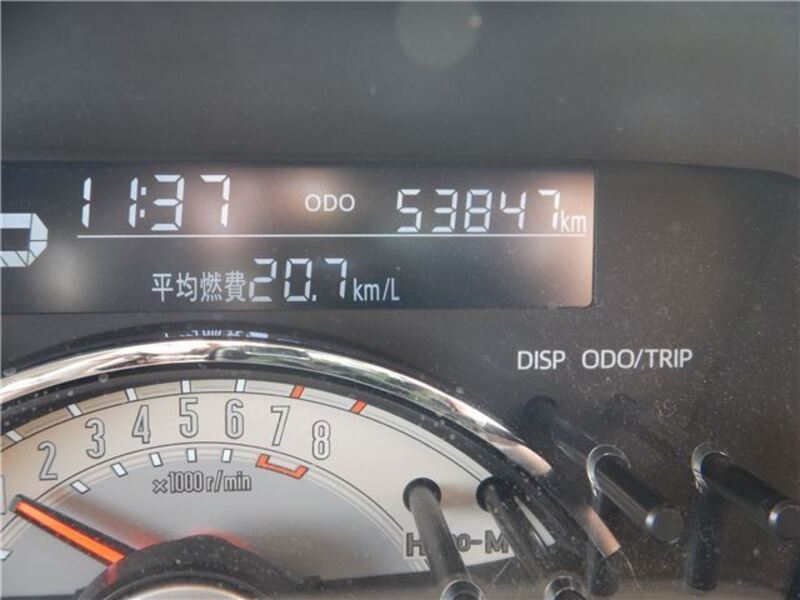 11:37 ODO 53847km
平均燃費20.7km/L
DISP ODO/TRIP
1 2 3 4 5 6 7 8
×1000r/min